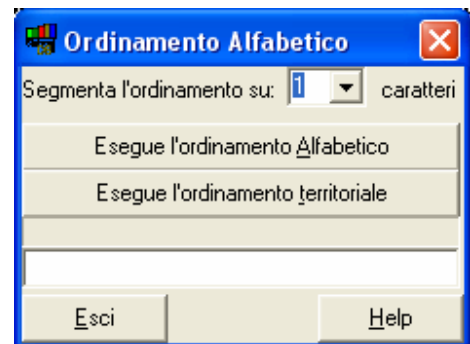 Ordinamento Alfabetico
Segmenta l'ordinamento su: 1 caratteri
Esegue l'ordinamento Alfabetico
Esegue l'ordinamento territoriale
Esci Help